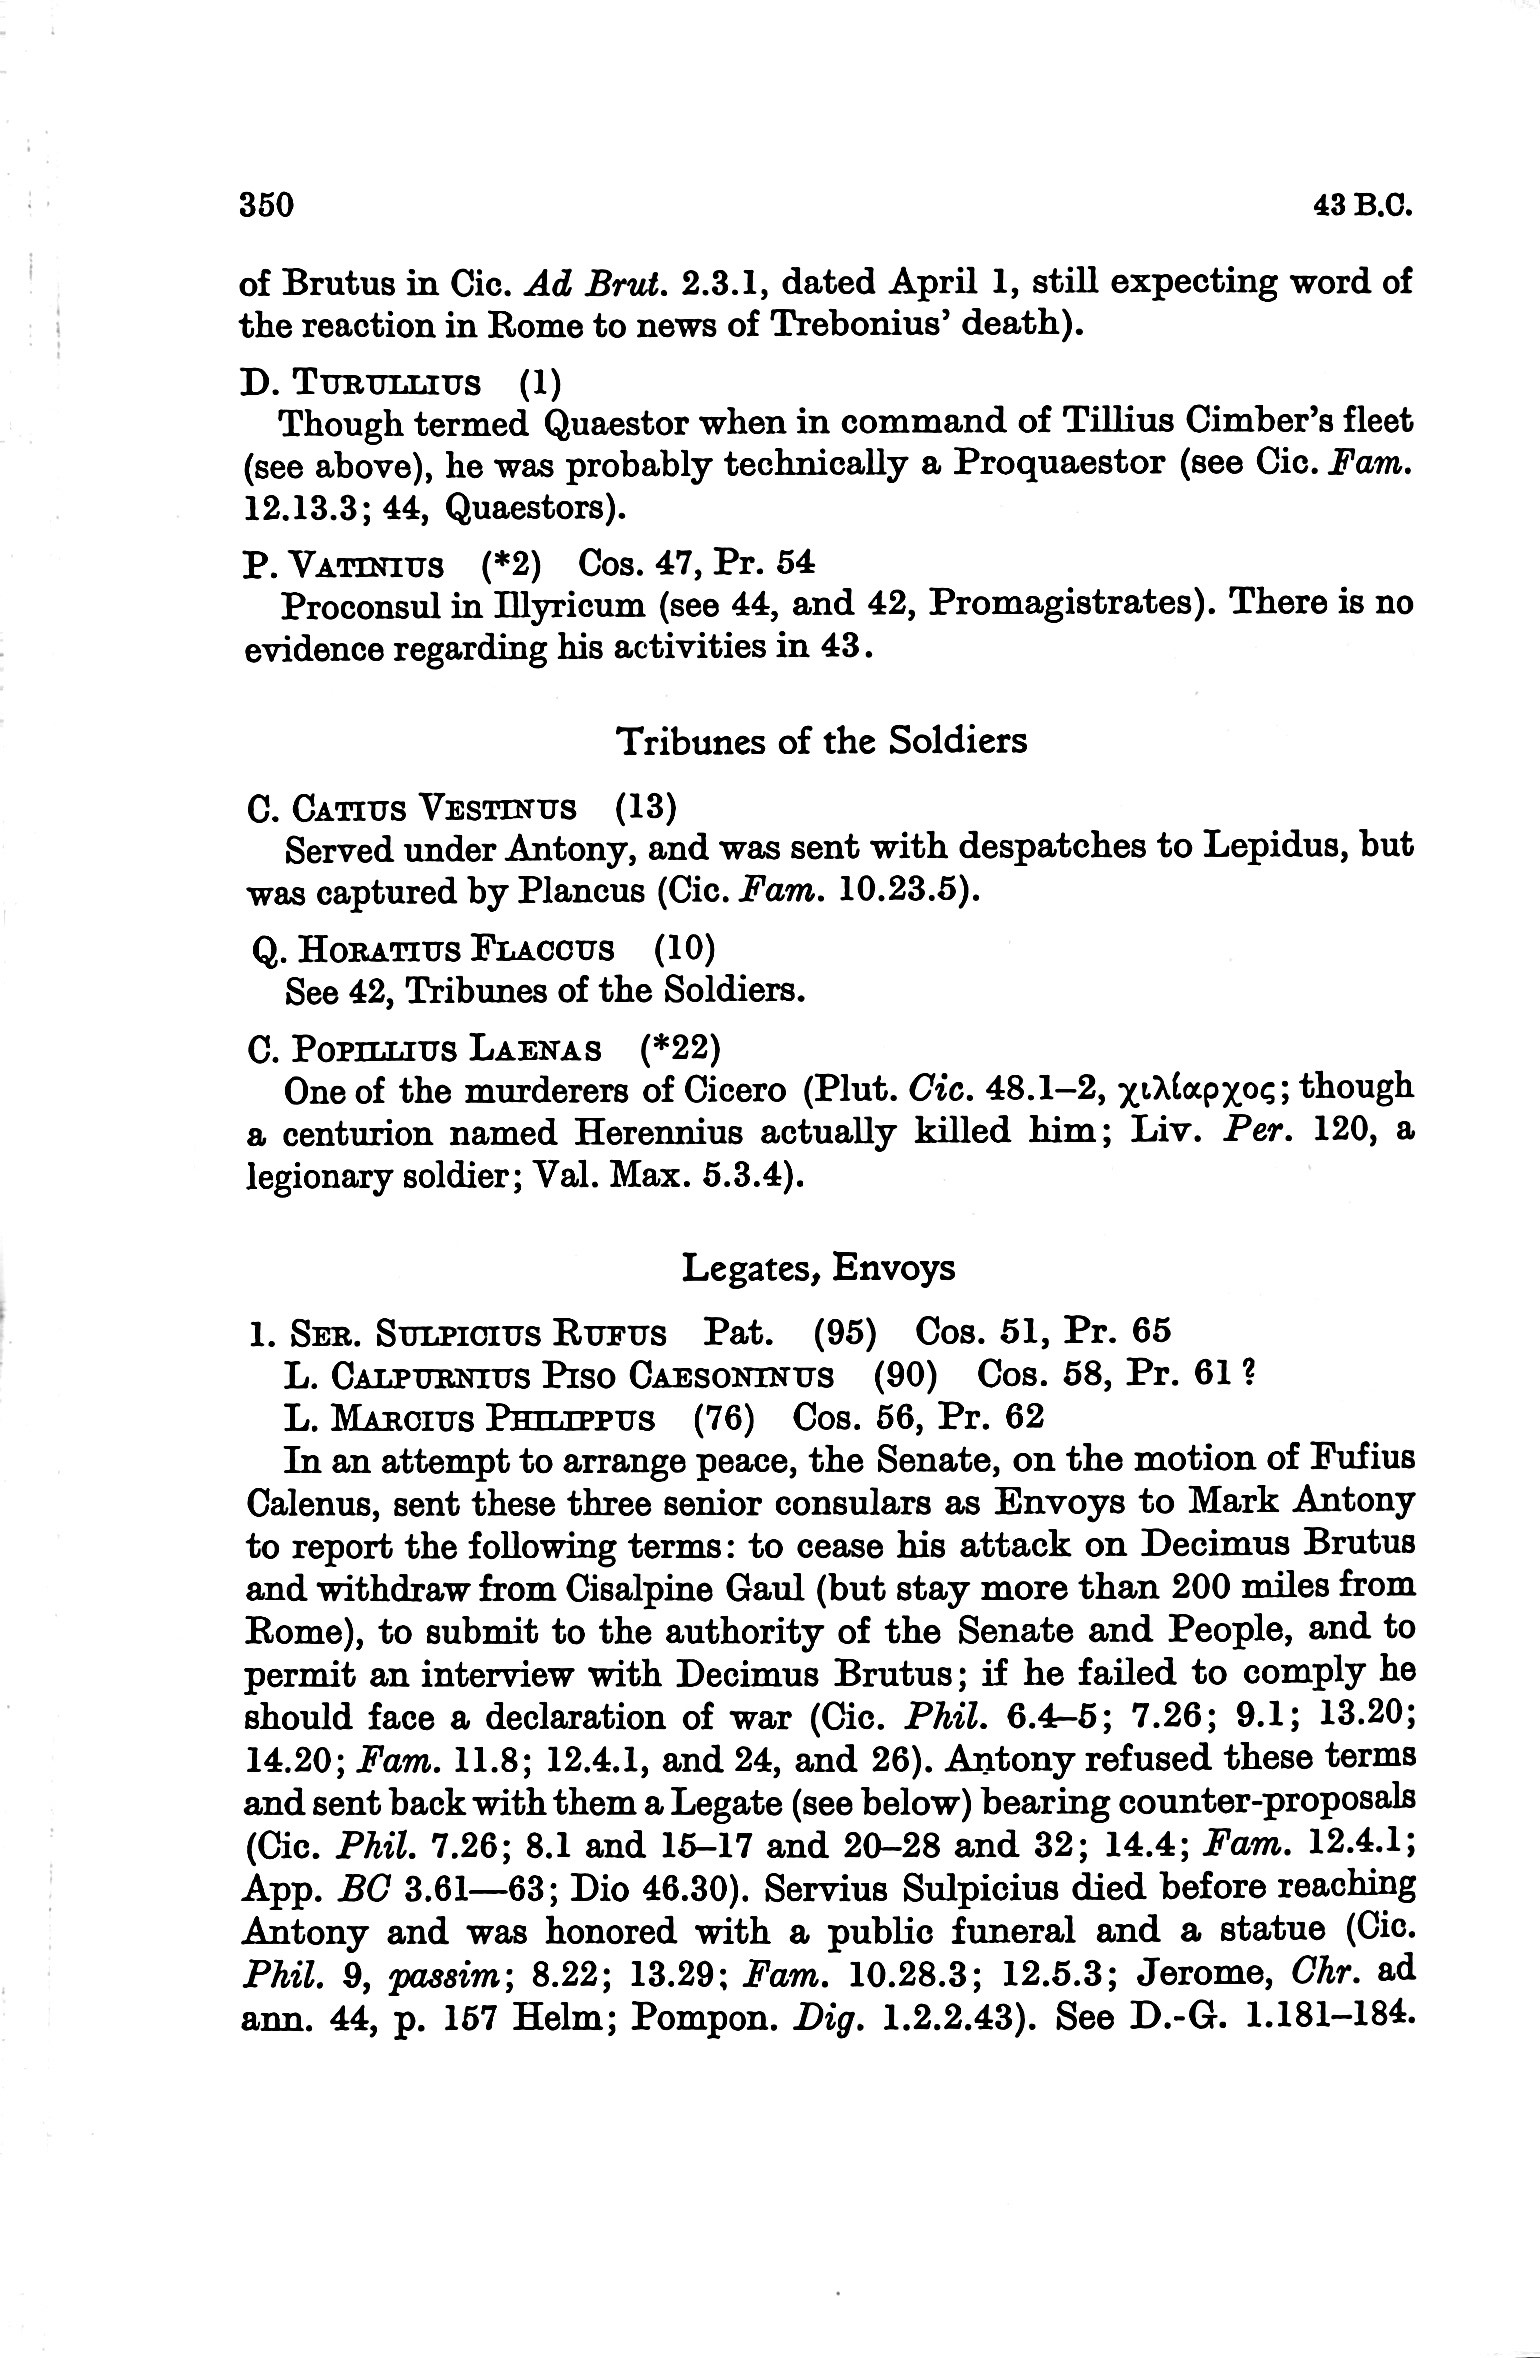 350 43 B.C.
of Brutus in Cic. Ad Brut. 2.3.1, dated April 1, still expecting word of
the reaction in Rome to news of Trebonius’ death).
D. TURULLIUS (1)
Though termed Quaestor when in command of Tillius Cimber’s fleet
(see above), he was probably technically a Proquaestor (see Cic. Fam.
12.13.3; 44, Quaestors).
P. VATINIUS (*2) Cos. 47, Pr. 54
Proconsul in Illyricum (see 44, and 42, Promagistrates). There is no
evidence regarding his activities in 43.
Tribunes of the Soldiers
C. CATIUS VESTINUS (13)
Served under Antony, and was sent with despatches to Lepidus, but
was captured by Plancus (Cic. Fam. 10.23.5).
Q. HORATIUS FLACCUS (10)
See 42, Tribunes of the Soldiers.
C. POPILLIUS LAENAS (*22)
One of the murderers of Cicero (Plut. Cic. 48.1–2, χιλίαρχος; though
a centurion named Herennius actually killed him; Liv. Per. 120, a
legionary soldier; Val. Max. 5.3.4).
Legates, Envoys
1. SER. SULPICIUS RUFUS Pat. (95) Cos. 51, Pr. 65
L. CALPURNIUS PISO CAESONINUS (90) Cos. 58, Pr. 61 ?
L. MARCIUS PHILIPPUS (76) Cos. 56, Pr. 62
In an attempt to arrange peace, the Senate, on the motion of Fufius
Calenus, sent these three senior consulars as Envoys to Mark Antony
to report the following terms: to cease his attack on Decimus Brutus
and withdraw from Cisalpine Gaul (but stay more than 200 miles from
Rome), to submit to the authority of the Senate and People, and to
permit an interview with Decimus Brutus; if he failed to comply he
should face a declaration of war (Cic. Phil. 6.4–5; 7.26; 9.1; 13.20;
14.20; Fam. 11.8; 12.4.1, and 24, and 26). Antony refused these terms
and sent back with them a Legate (see below) bearing counter-proposals
(Cic. Phil. 7.26; 8.1 and 15–17 and 20–28 and 32; 14.4; Fam. 12.4.1;
App. BC 3.61—63; Dio 46.30). Servius Sulpicius died before reaching
Antony and was honored with a public funeral and a statue (Cic.
Phil. 9, passim; 8.22; 13.29; Fam. 10.28.3; 12.5.3; Jerome, Chr. ad
ann. 44, p. 157 Helm; Pompon. Dig. 1.2.2.43). See D.-G. 1.181–184.